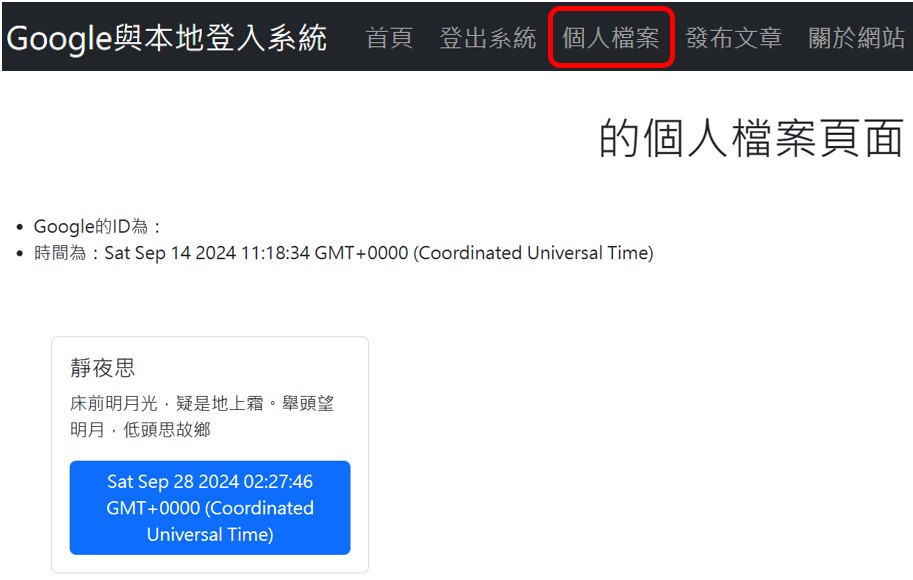 Google與本地登入系統 首頁 登出系統 個人檔案 發布文章 關於網站
的個人檔案頁面
Google的ID為：
時間為：Sat Sep 14 2024 11:18:34 GMT+0000 (Coordinated Universal Time)
靜夜思
床前明月光，疑是地上霜。舉頭望
明月，低頭思故鄉
Sat Sep 28 2024 02:27:46
GMT+0000 (Coordinated
Universal Time)